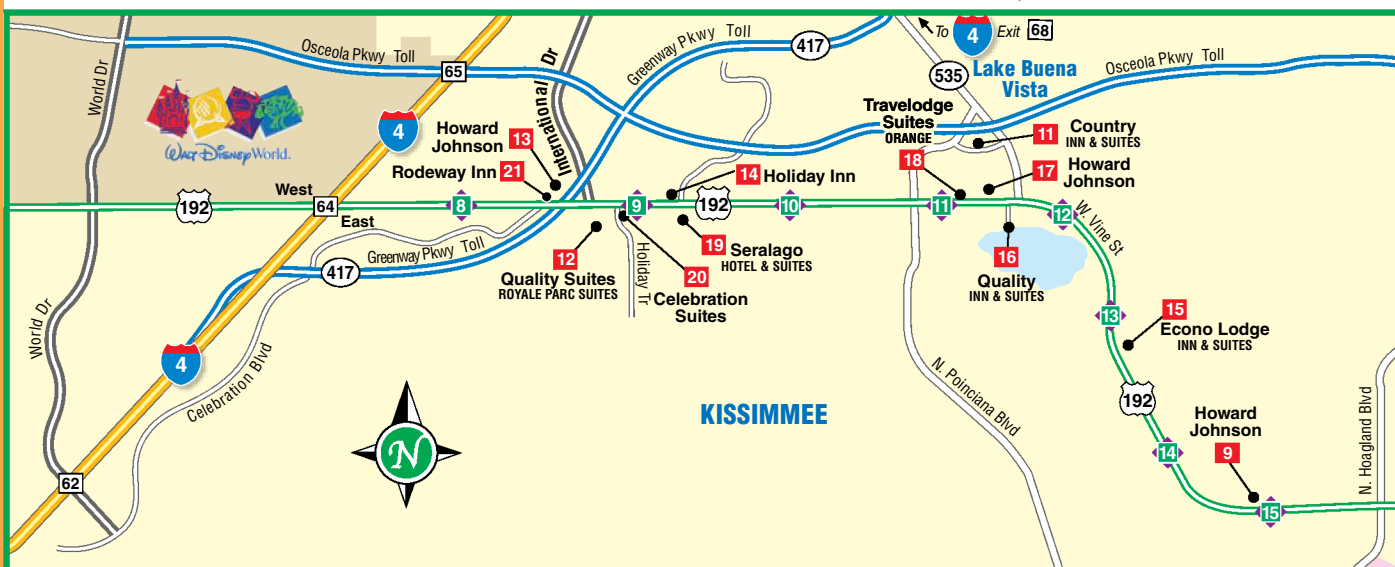 To
4
Exit
68
World Dr
Osceola Pkwy Toll
65
International Dr
Greenway Pkwy Toll
417
535
Lake Buena
Vista
Osceola Pkwy Toll
WALT DISNEY World.
4
Howard
Johnson
13
Rodeway Inn
21
Travelodge
Suites
ORANGE
18
11
Country
INN & SUITES
17
Howard
Johnson
14
Holiday Inn
West
192
64
East
8
9
192
10
11
12
W. Vine St
417
Greenway Pkwy Toll
12
Quality Suites
ROYALE PARC SUITES
Holiday Tr
19
Seralago
HOTEL & SUITES
20
Celebration
Suites
16
Quality
INN & SUITES
13
15
Econo Lodge
INN & SUITES
World Dr
4
Celebration Blvd
N. Poinciana Blvd
192
KISSIMMEE
Howard
Johnson
9
N. Hoagland Blvd
N
14
62
15